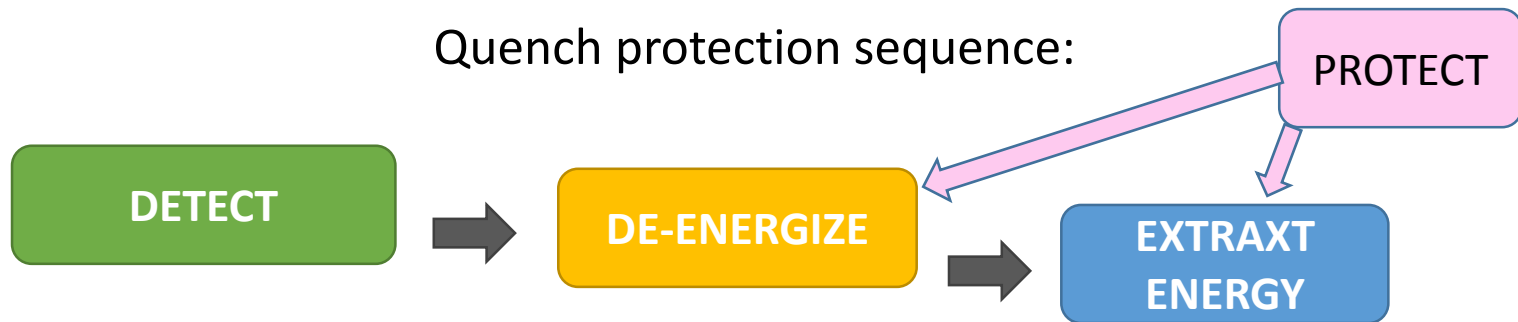 Quench protection sequence:
PROTECT
DETECT
DE-ENERGIZE
EXTRAXT
ENERGY